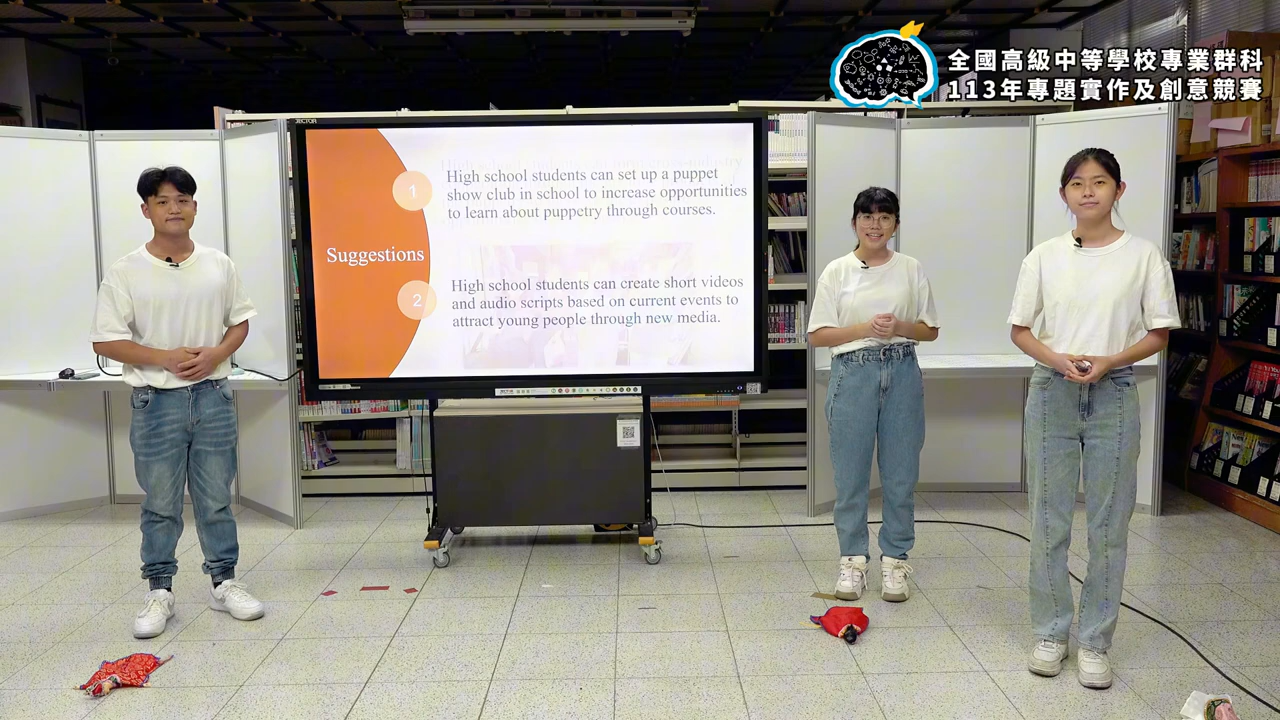 全國高級中等學校專業群科
113年專題實作及創意競賽
Suggestions
1
High school students can set up a puppet
show club in school to increase opportunities
to learn about puppetry through courses.
2
High school students can create short videos
and audio scripts based on current events to
attract young people through new media.